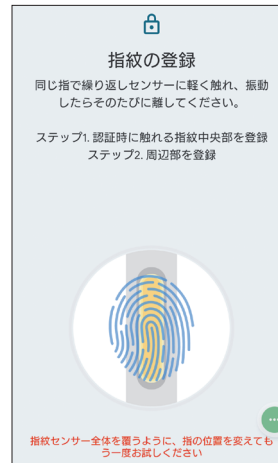 指紋の登録
同じ指で繰り返しセンサーに軽く触れ、振動
したらそのたびに離してください。
ステップ1. 認証時に触れる指紋中央部を登録
ステップ2. 周辺部を登録
指紋センサー全体を覆うように、指の位置を変えても
う一度お試しください